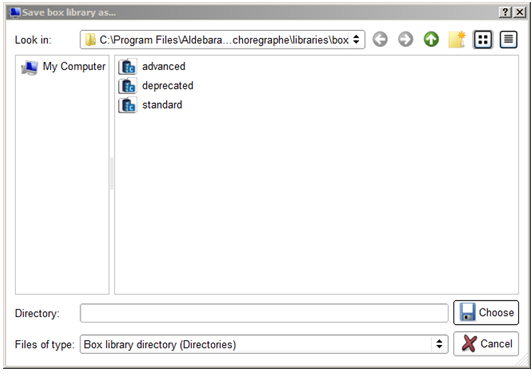 Save box library as...
Look in: C:\Program Files\Aldebara...choregraphe\libraries\box
My Computer
advanced
deprecated
standard
Directory: Choose
Files of type: Box library directory (Directories) Cancel